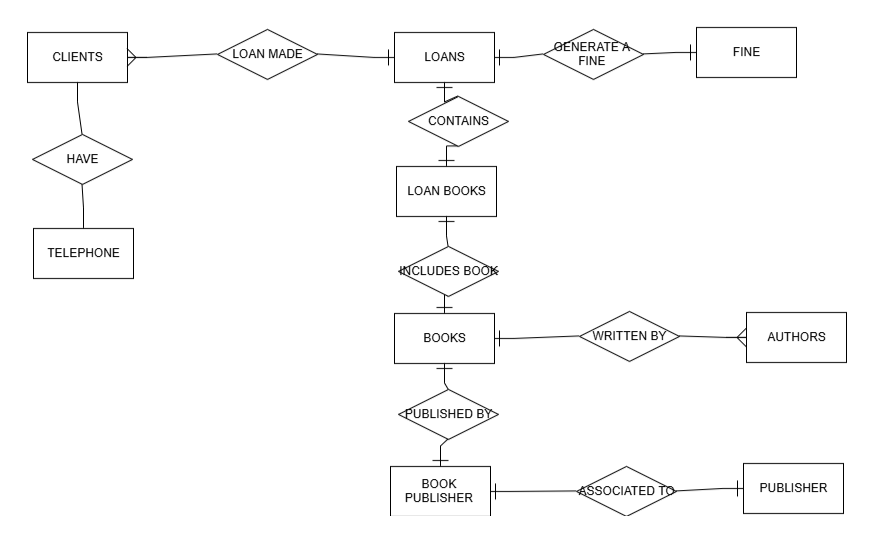 CLIENTS
LOAN MADE
LOANS
GENERATE A
FINE
FINE
CONTAINS
HAVE
LOAN BOOKS
TELEPHONE
INCLUDES BOOK
BOOKS
WRITTEN BY
AUTHORS
PUBLISHED BY
BOOK
PUBLISHER
ASSOCIATED TO
PUBLISHER